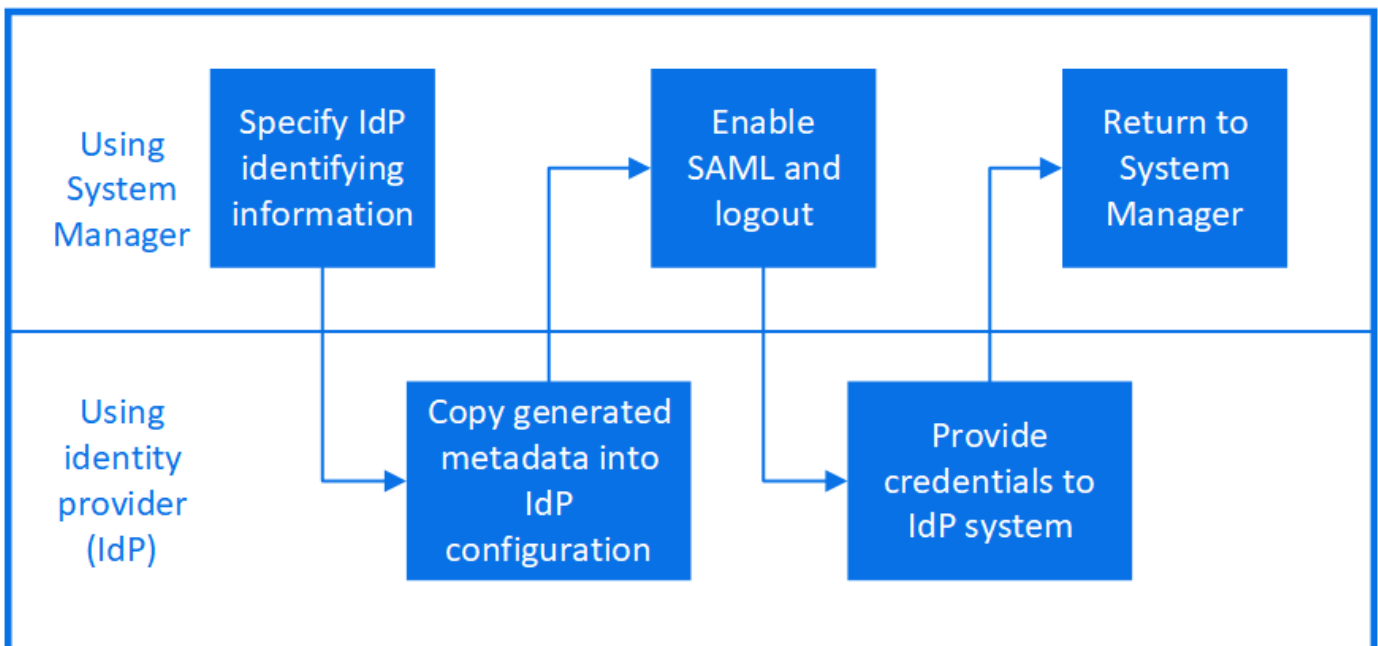 Using
System
Manager
Specify IdP
identifying
information
Enable
SAML and
logout
Return to
System
Manager
Using
identity
provider
(IdP)
Copy generated
metadata into
IdP
configuration
Provide
credentials to
IdP system